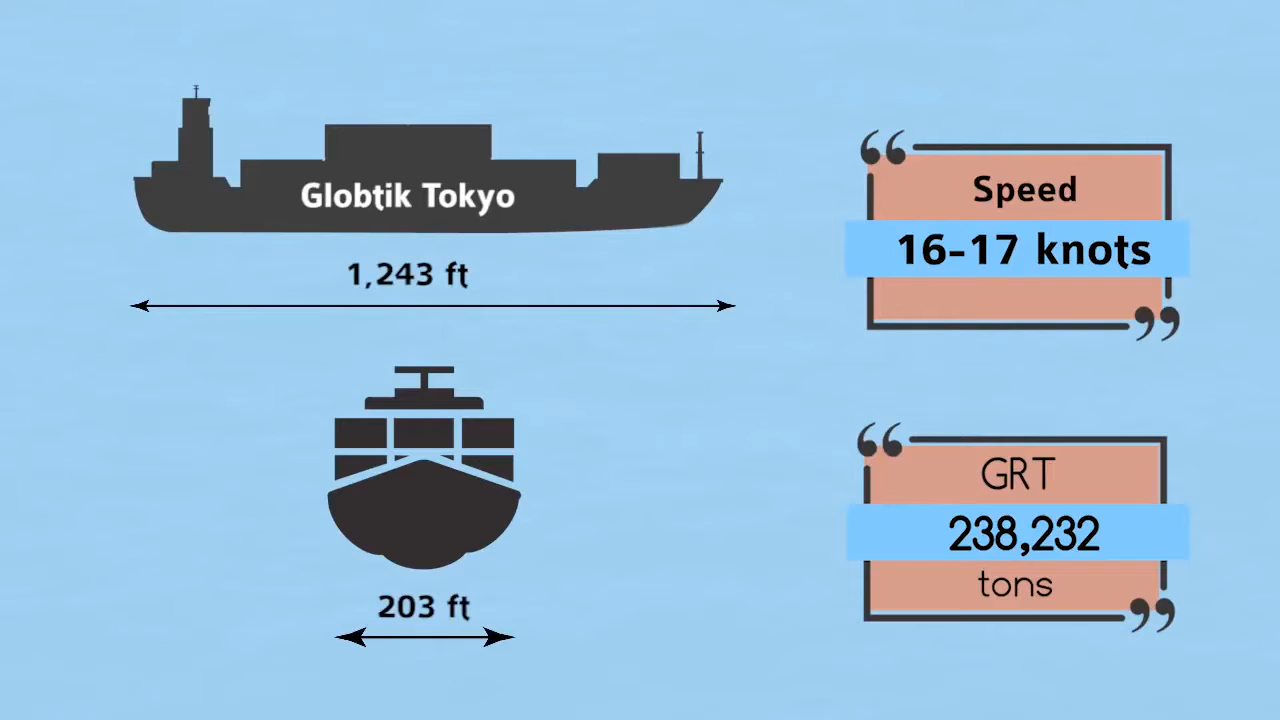 Globtik Tokyo
1,243 ft
203 ft
Speed
16-17 knots
GRT
238,232
tons